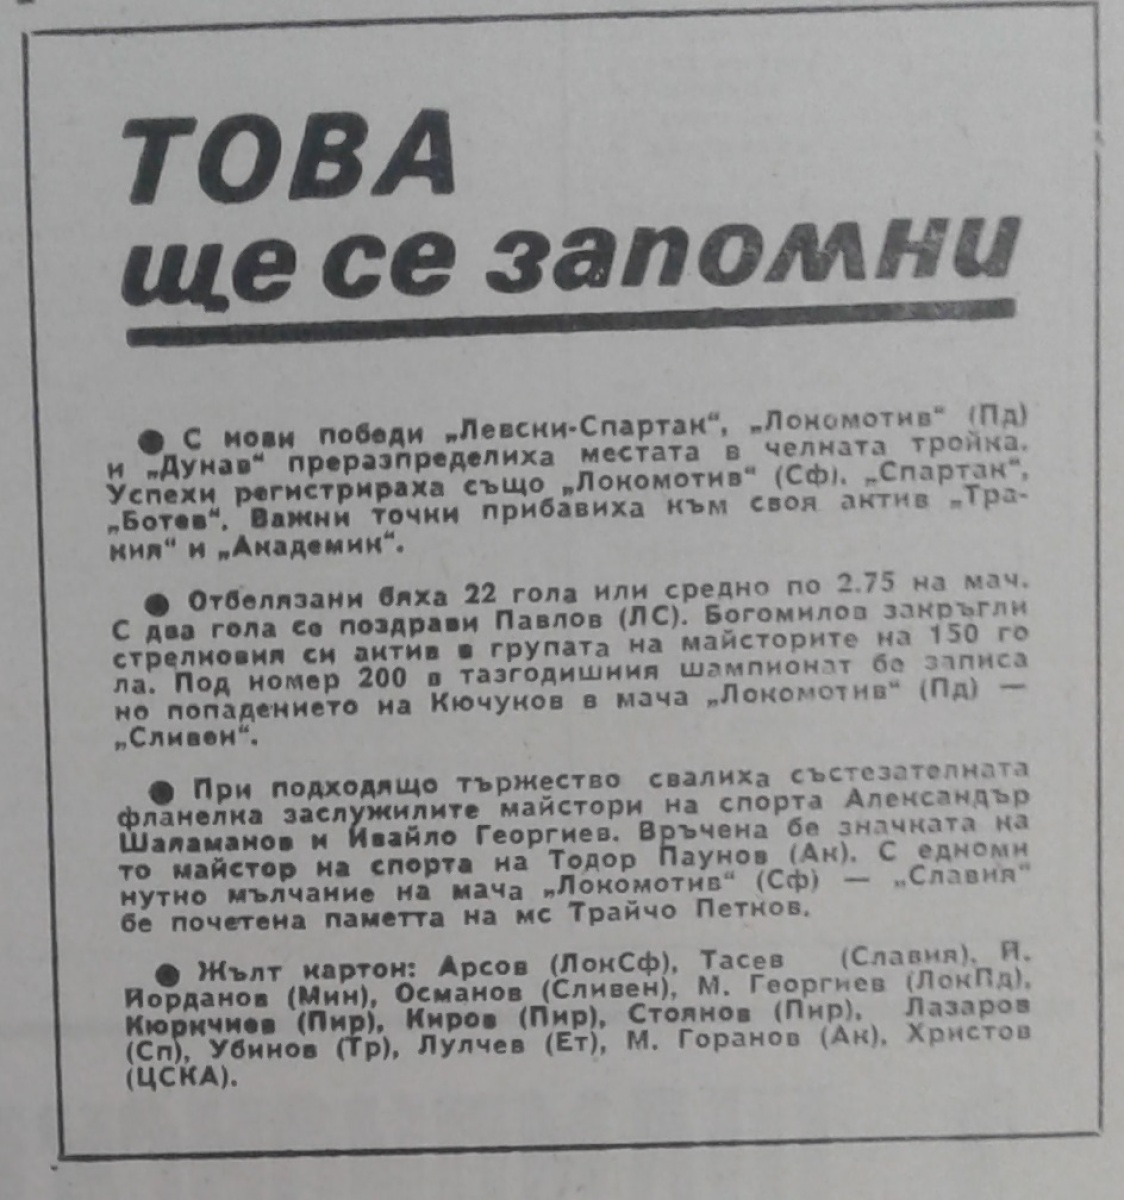 ТОВА
ще се запомни
● С нови победи „Левски-Спартак“, „Локомотив“ (Пд)
и „Дунав“ преразпределиха местата в челната тройка.
Успехи регистрираха също „Локомотив“ (Сф), „Спартак“,
„Ботев“. Важни точки прибавиха към своя актив „Тра-
кия“ и „Академик“.
● Отбелязани бяха 22 гола или средно по 2.75 на мач.
С два гола се поздрави Павлов (ЛС). Богомилов закръгли
стрелковия си актив в групата на майсторите на 150 го
ла. Под номер 200 в тазгодишния шампионат бе записа
но попадението на Кючуков в мача „Локомотив“ (Пд) —
„Сливен“.
● При подходящо тържество свалиха състезателната
фланелка заслужилите майстори на спорта Александър
Шаламанов и Ивайло Георгиев. Връчена бе значката на
то майстор на спорта на Тодор Паунов (Ак). С едноми
нутно мълчание на мача „Локомотив“ (Сф) — „Славия“
бе почетена паметта на мс Трайчо Петков.
● Жълт картон: Арсов (ЛокСф), Тасев (Славия), Й.
Йорданов (Мин), Османов (Сливен), М. Георгиев (ЛокПд),
Кюркчиев (Пир), Киров (Пир), Стоянов (Пир), Лазаров
(Сп), Убинов (Тр), Лулчев (Ет), М. Горанов (Ак), Христов
(ЦСКА).